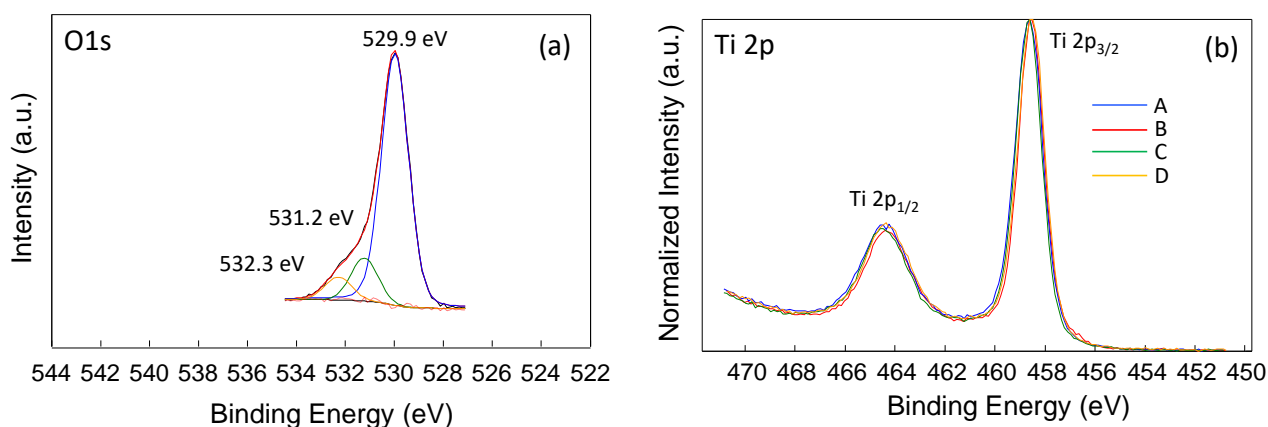 O1s
(a)
529.9 eV
531.2 eV
532.3 eV
Intensity (a.u.)
544 542 540 538 536 534 532 530 528 526 524 522
Binding Energy (eV)
Ti 2p
(b)
Ti 2p3/2
A
B
C
D
Ti 2p1/2
Normalized Intensity (a.u.)
470 468 466 464 462 460 458 456 454 452 450
Binding Energy (eV)